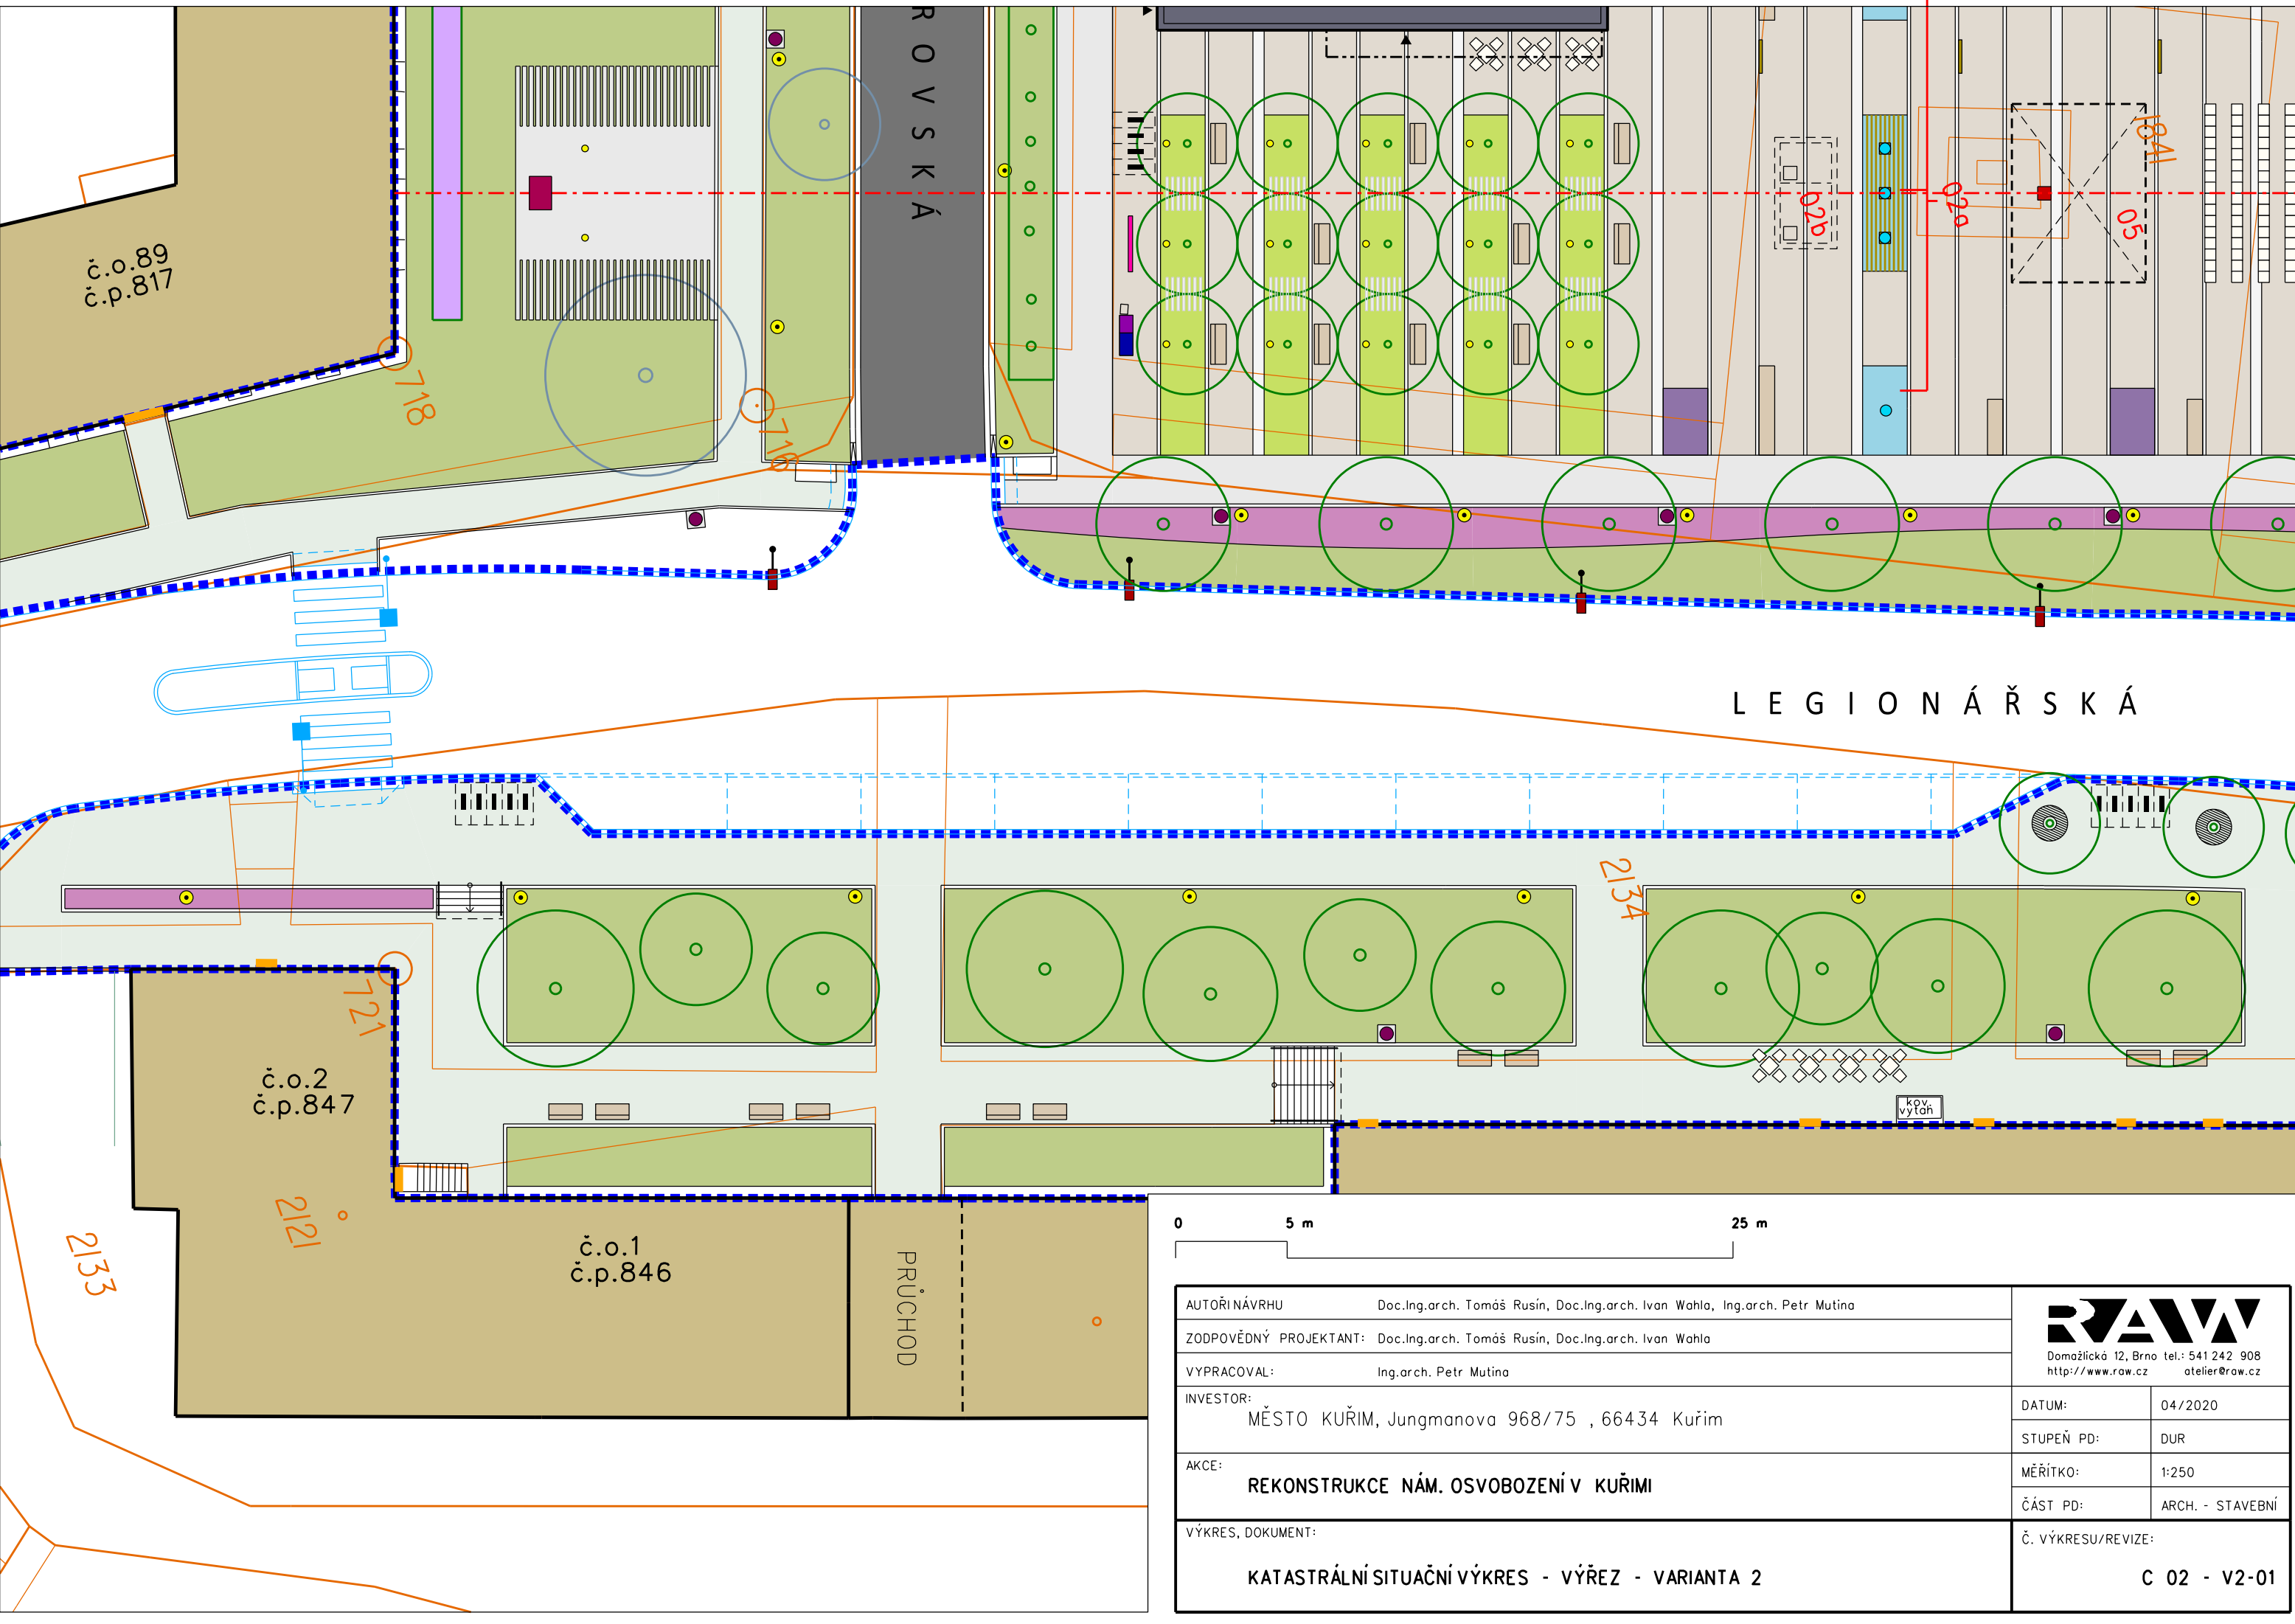 ROVSKÁ
1841
02b
02a
05
č.o.89
č.p.817
718
716
LEGIONÁŘSKÁ
2134
721
č.o.2
č.p.847
kov.
výtah
2121
2133
č.o.1
č.p.846
PRŮCHOD
0 5 m 25 m
AUTOŘI NÁVRHU Doc.Ing.arch. Tomáš Rusín, Doc.Ing.arch. Ivan Wahla, Ing.arch. Petr Mutina
ZODPOVĚDNÝ PROJEKTANT: Doc.Ing.arch. Tomáš Rusín, Doc.Ing.arch. Ivan Wahla
VYPRACOVAL: Ing.arch. Petr Mutina
RAW
Domažlická 12, Brno tel.: 541 242 908
http://www.raw.cz atelier@raw.cz
INVESTOR:
MĚSTO KUŘIM, Jungmanova 968/75 , 66434 Kuřim
DATUM: 04/2020
STUPEŇ PD: DUR
AKCE:
REKONSTRUKCE NÁM. OSVOBOZENÍ V KUŘIMI
MĚŘÍTKO: 1:250
ČÁST PD: ARCH. - STAVEBNÍ
VÝKRES, DOKUMENT:
KATASTRÁLNÍ SITUAČNÍ VÝKRES - VÝŘEZ - VARIANTA 2
Č. VÝKRESU/REVIZE:
C 02 - V2-01